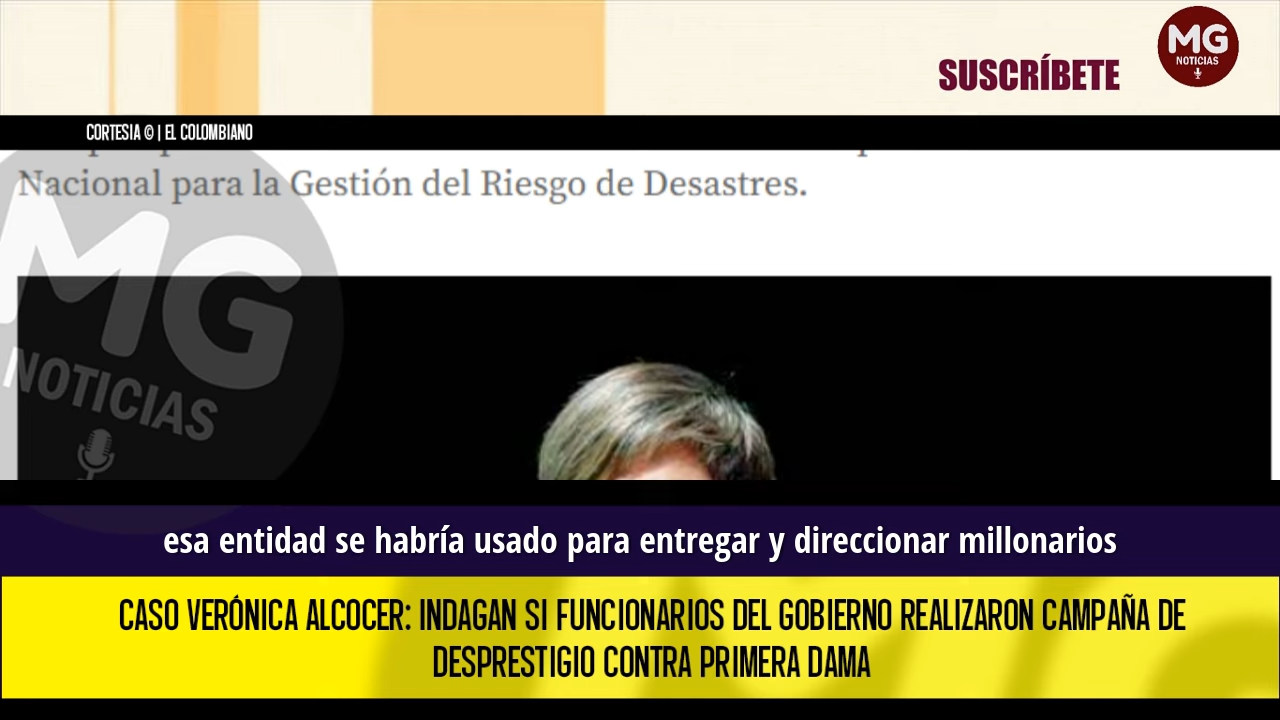 MG
NOTICIAS
SUSCRÍBETE
CORTESIA © | EL COLOMBIANO
Nacional para la Gestión del Riesgo de Desastres.
MG
NOTICIAS
esa entidad se habría usado para entregar y direccionar millonarios
CASO VERÓNICA ALCOCER: INDAGAN SI FUNCIONARIOS DEL GOBIERNO REALIZARON CAMPAÑA DE
DESPRESTIGIO CONTRA PRIMERA DAMA